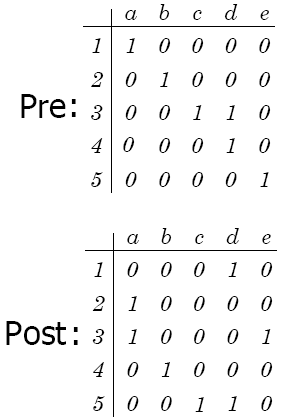 a b c d e
1 1 0 0 0 0
2 0 1 0 0 0
Pre: 3 0 0 1 1 0
4 0 0 0 1 0
5 0 0 0 0 1
a b c d e
1 0 0 0 1 0
2 1 0 0 0 0
Post: 3 1 0 0 0 1
4 0 1 0 0 0
5 0 0 1 1 0